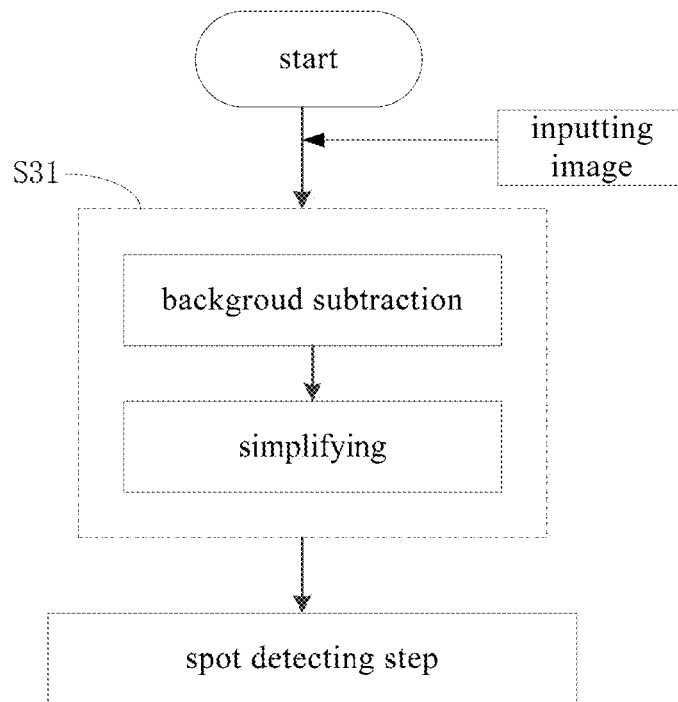 start
inputting
image
S31
backgroud subtraction
simplifying
spot detecting step